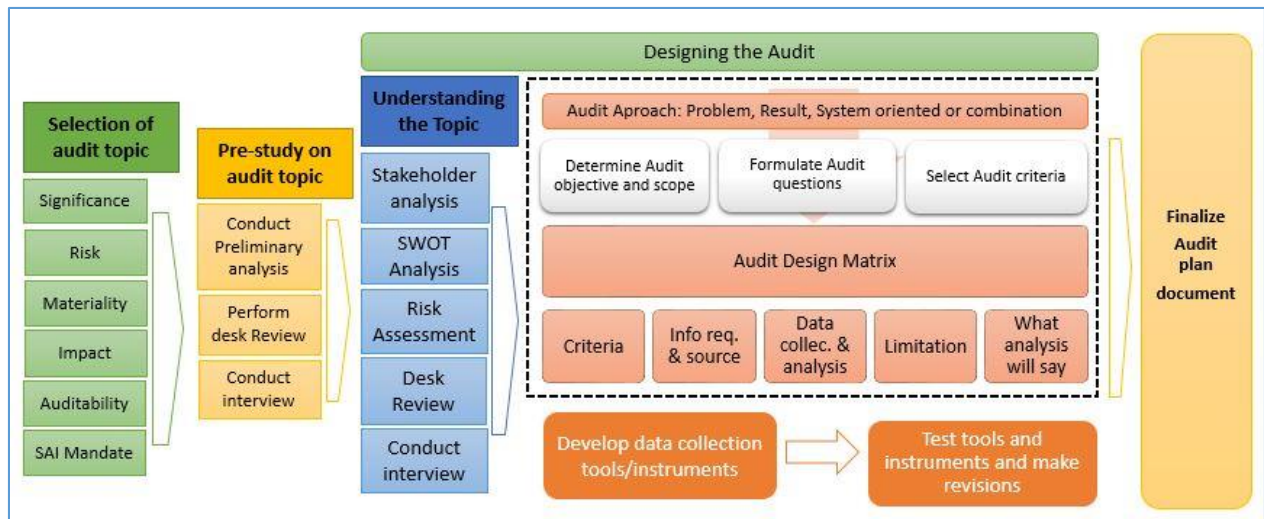 Designing the Audit
Selection of
audit topic
Significance
Risk
Materiality
Impact
Auditability
SAI Mandate
Pre-study on
audit topic
Conduct
Preliminary
analysis
Perform
desk Review
Conduct
interview
Understanding
the Topic
Stakeholder
analysis
SWOT
Analysis
Risk
Assessment
Desk
Review
Conduct
interview
Audit Aproach: Problem, Result, System oriented or combination
Determine Audit
objective and scope
Formulate Audit
questions
Select Audit criteria
Audit Design Matrix
Criteria
Info req.
& source
Data
collec. &
analysis
Limitation
What
analysis
will say
Develop data collection
tools/instruments
Test tools and
instruments and make
revisions
Finalize
Audit
plan
document